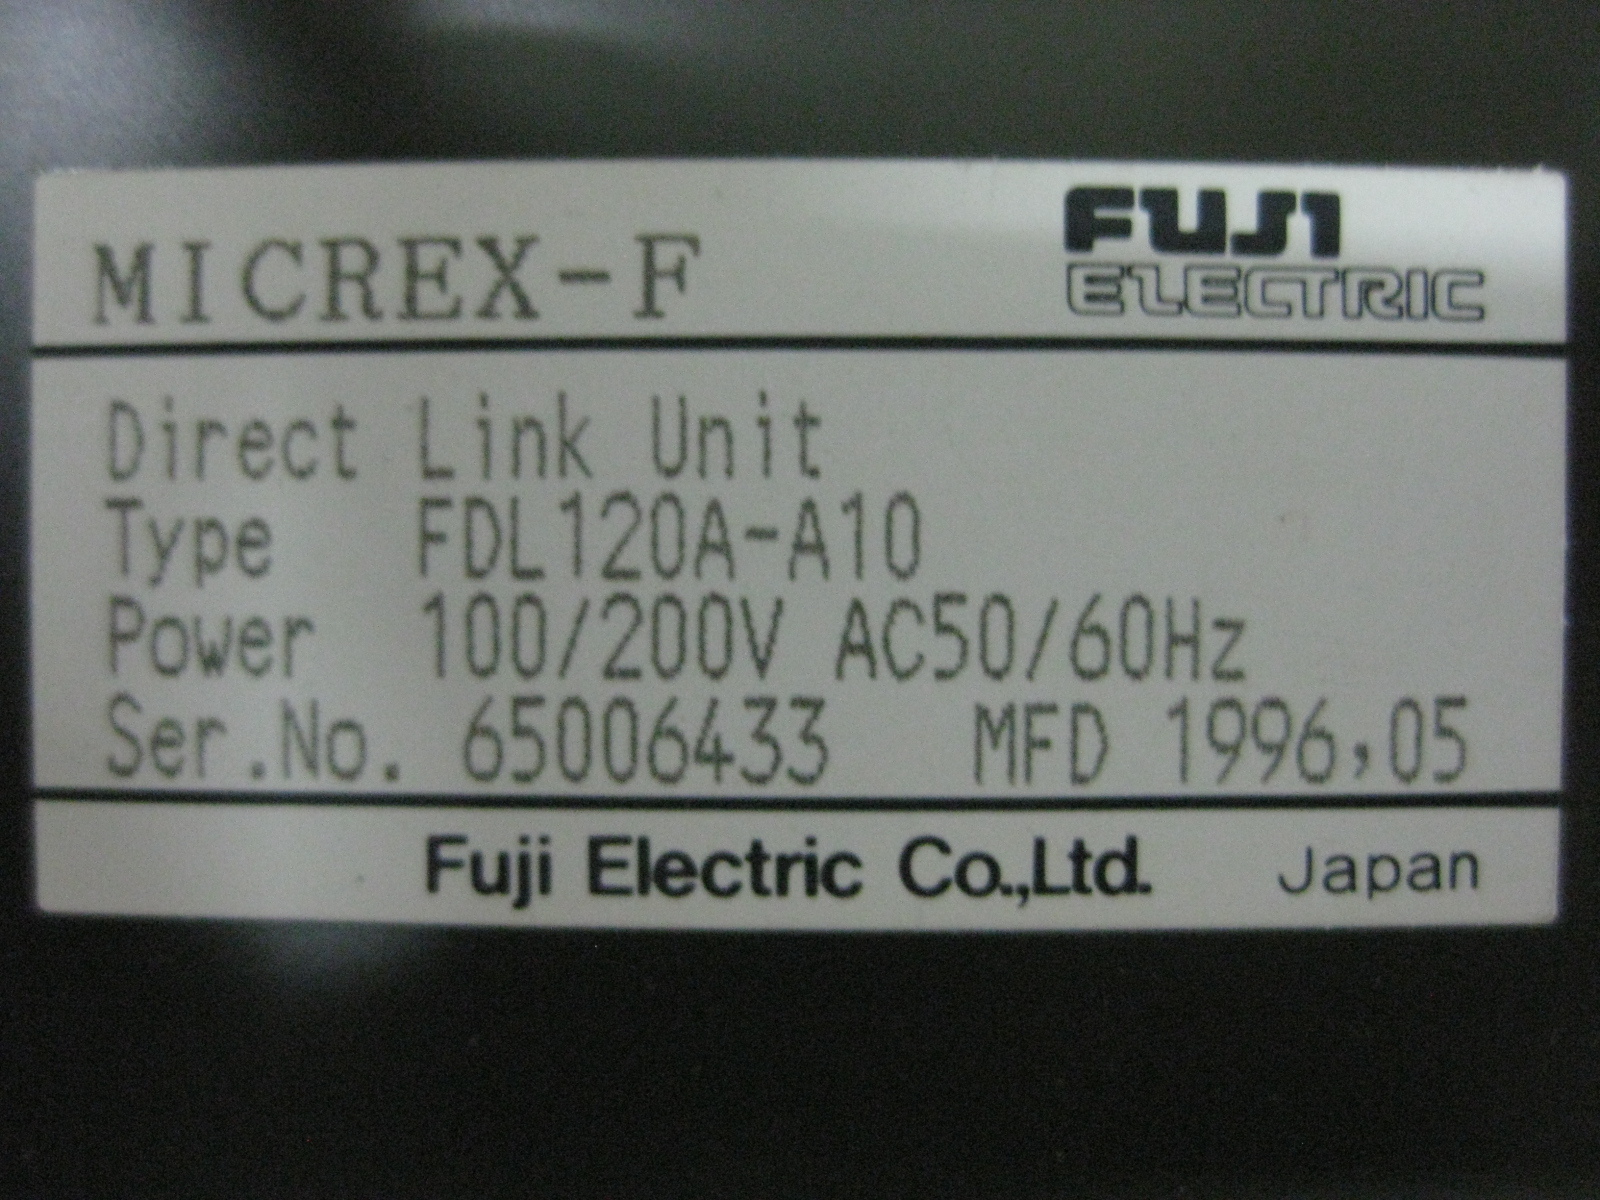 MICREX-F
FUJI
ELECTRIC
Direct Link Unit
Type FDL120A-A10
Power 100/200V AC50/60Hz
Ser.No. 65006433 MFD 1996,05
Fuji Electric Co.,Ltd. Japan